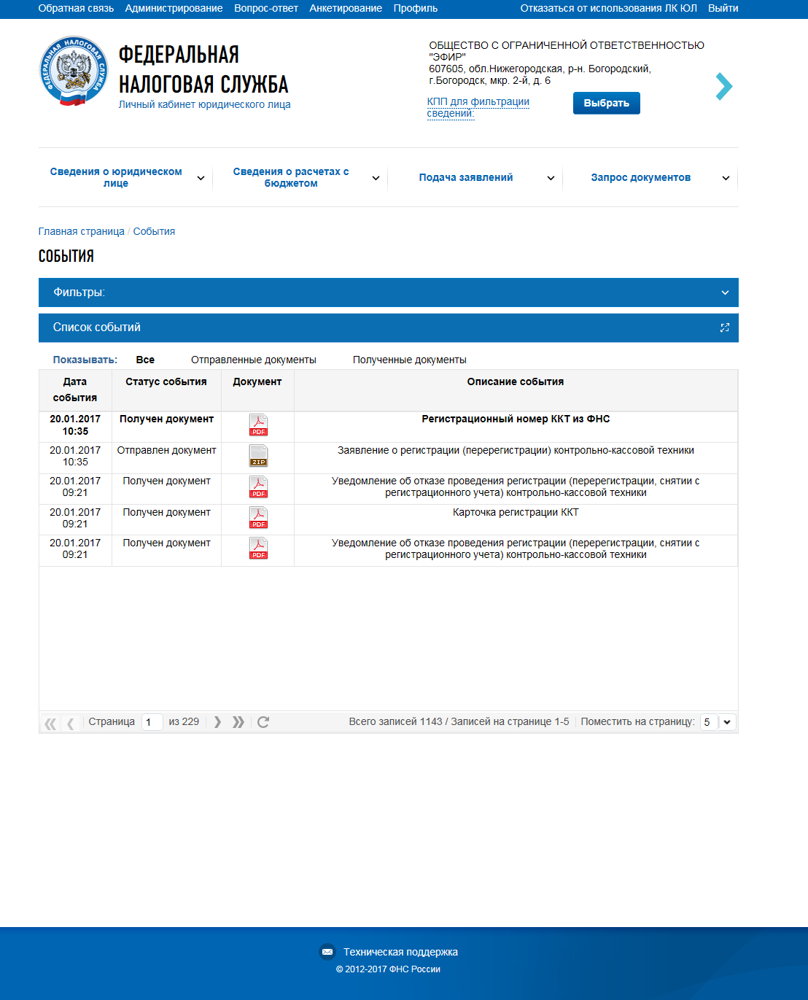 Обратная связь Администрирование Вопрос-ответ Анкетирование Профиль Отказаться от использования ЛК ЮЛ Выйти
ФЕДЕРАЛЬНАЯ НАЛОГОВАЯ СЛУЖБА
ФЕДЕРАЛЬНАЯ
НАЛОГОВАЯ СЛУЖБА
Личный кабинет юридического лица
ОБЩЕСТВО С ОГРАНИЧЕННОЙ ОТВЕТСТВЕННОСТЬЮ
"ЭФИР"
607605, обл.Нижегородская, р-н. Богородский,
г.Богородск, мкр. 2-й, д. 6
КПП для фильтрации
сведений:
Выбрать
Сведения о юридическом
лице
Сведения о расчетах с
бюджетом
Подача заявлений
Запрос документов
Главная страница / События
СОБЫТИЯ
Фильтры:
Список событий
Показывать: Все Отправленные документы Полученные документы
Дата
события
Статус события
Документ
Описание события
20.01.2017
10:35
Получен документ
PDF
Регистрационный номер ККТ из ФНС
20.01.2017
10:35
Отправлен документ
ZIP
Заявление о регистрации (перерегистрации) контрольно-кассовой техники
20.01.2017
09:21
Получен документ
PDF
Уведомление об отказе проведения регистрации (перерегистрации, снятии с
регистрационного учета) контрольно-кассовой техники
20.01.2017
09:21
Получен документ
PDF
Карточка регистрации ККТ
20.01.2017
09:21
Получен документ
PDF
Уведомление об отказе проведения регистрации (перерегистрации, снятии с
регистрационного учета) контрольно-кассовой техники
Страница 1 из 229 Всего записей 1143 / Записей на странице 1-5 Поместить на страницу: 5
Техническая поддержка
© 2012-2017 ФНС России